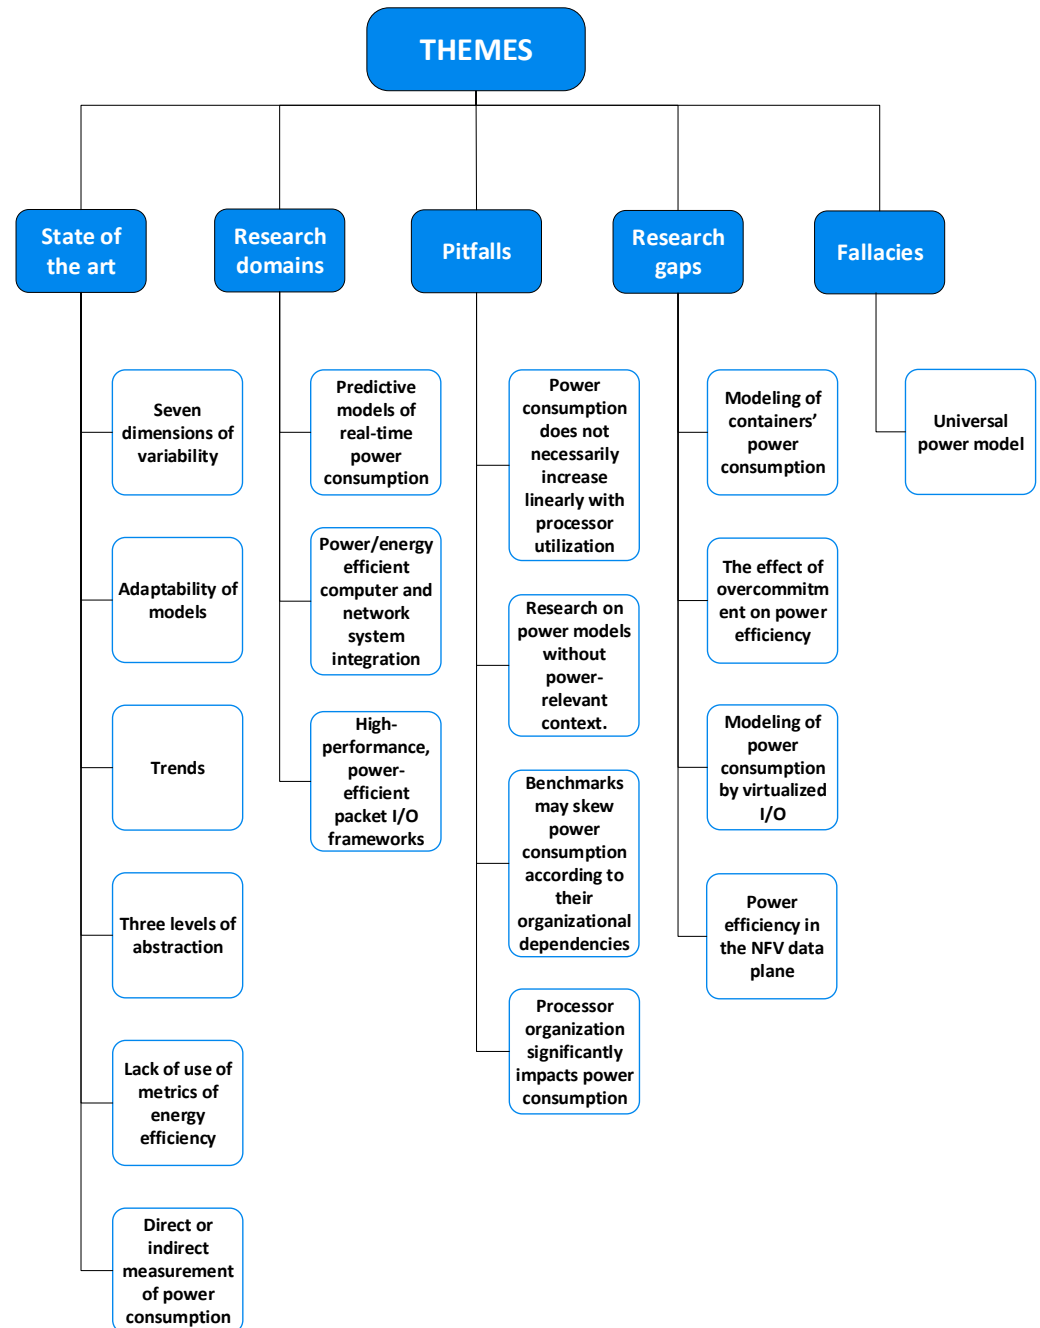 THEMES
State of
the art
Research
domains
Pitfalls
Research
gaps
Fallacies
Seven
dimensions of
variability
Adaptability of
models
Trends
Three levels of
abstraction
Lack of use of
metrics of
energy
efficiency
Direct or
indirect
measurement
of power
consumption
Predictive
models of
real-time
power
consumption
Power/energy
efficient
computer and
network
system
integration
High-
performance,
power-
efficient
packet I/O
frameworks
Power
consumption
does not
necessarily
increase
linearly with
processor
utilization
Research on
power models
without
power-
relevant
context.
Benchmarks
may skew
power
consumption
according to
their
organizational
dependencies
Processor
organization
significantly
impacts power
consumption
Modeling of
containers’
power
consumption
The effect of
overcommitm
ent on power
efficiency
Modeling of
power
consumption
by virtualized
I/O
Power
efficiency in
the NFV data
plane
Universal
power model